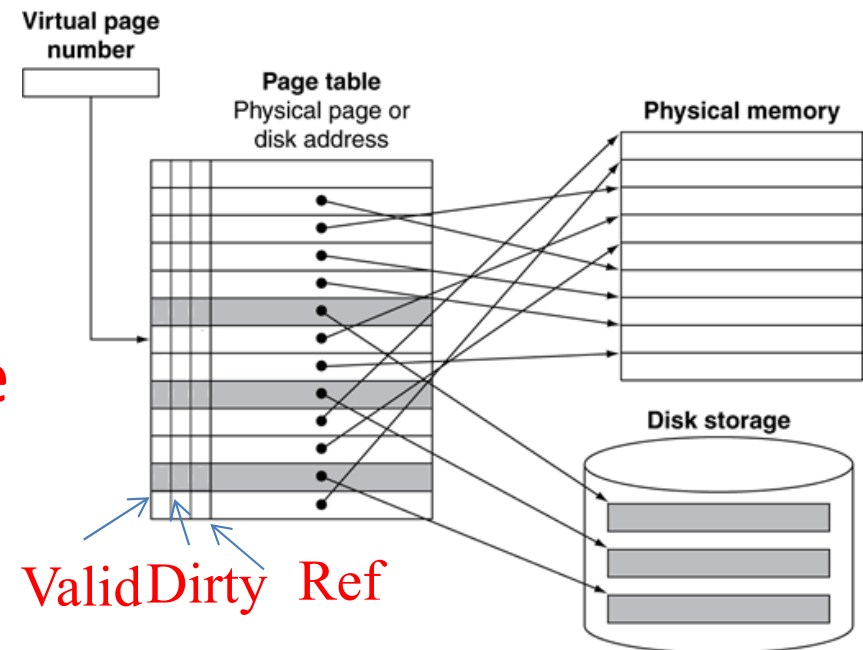 Virtual page
number
Page table
Physical page or
disk address
Physical memory
e
Disk storage
Valid Dirty Ref